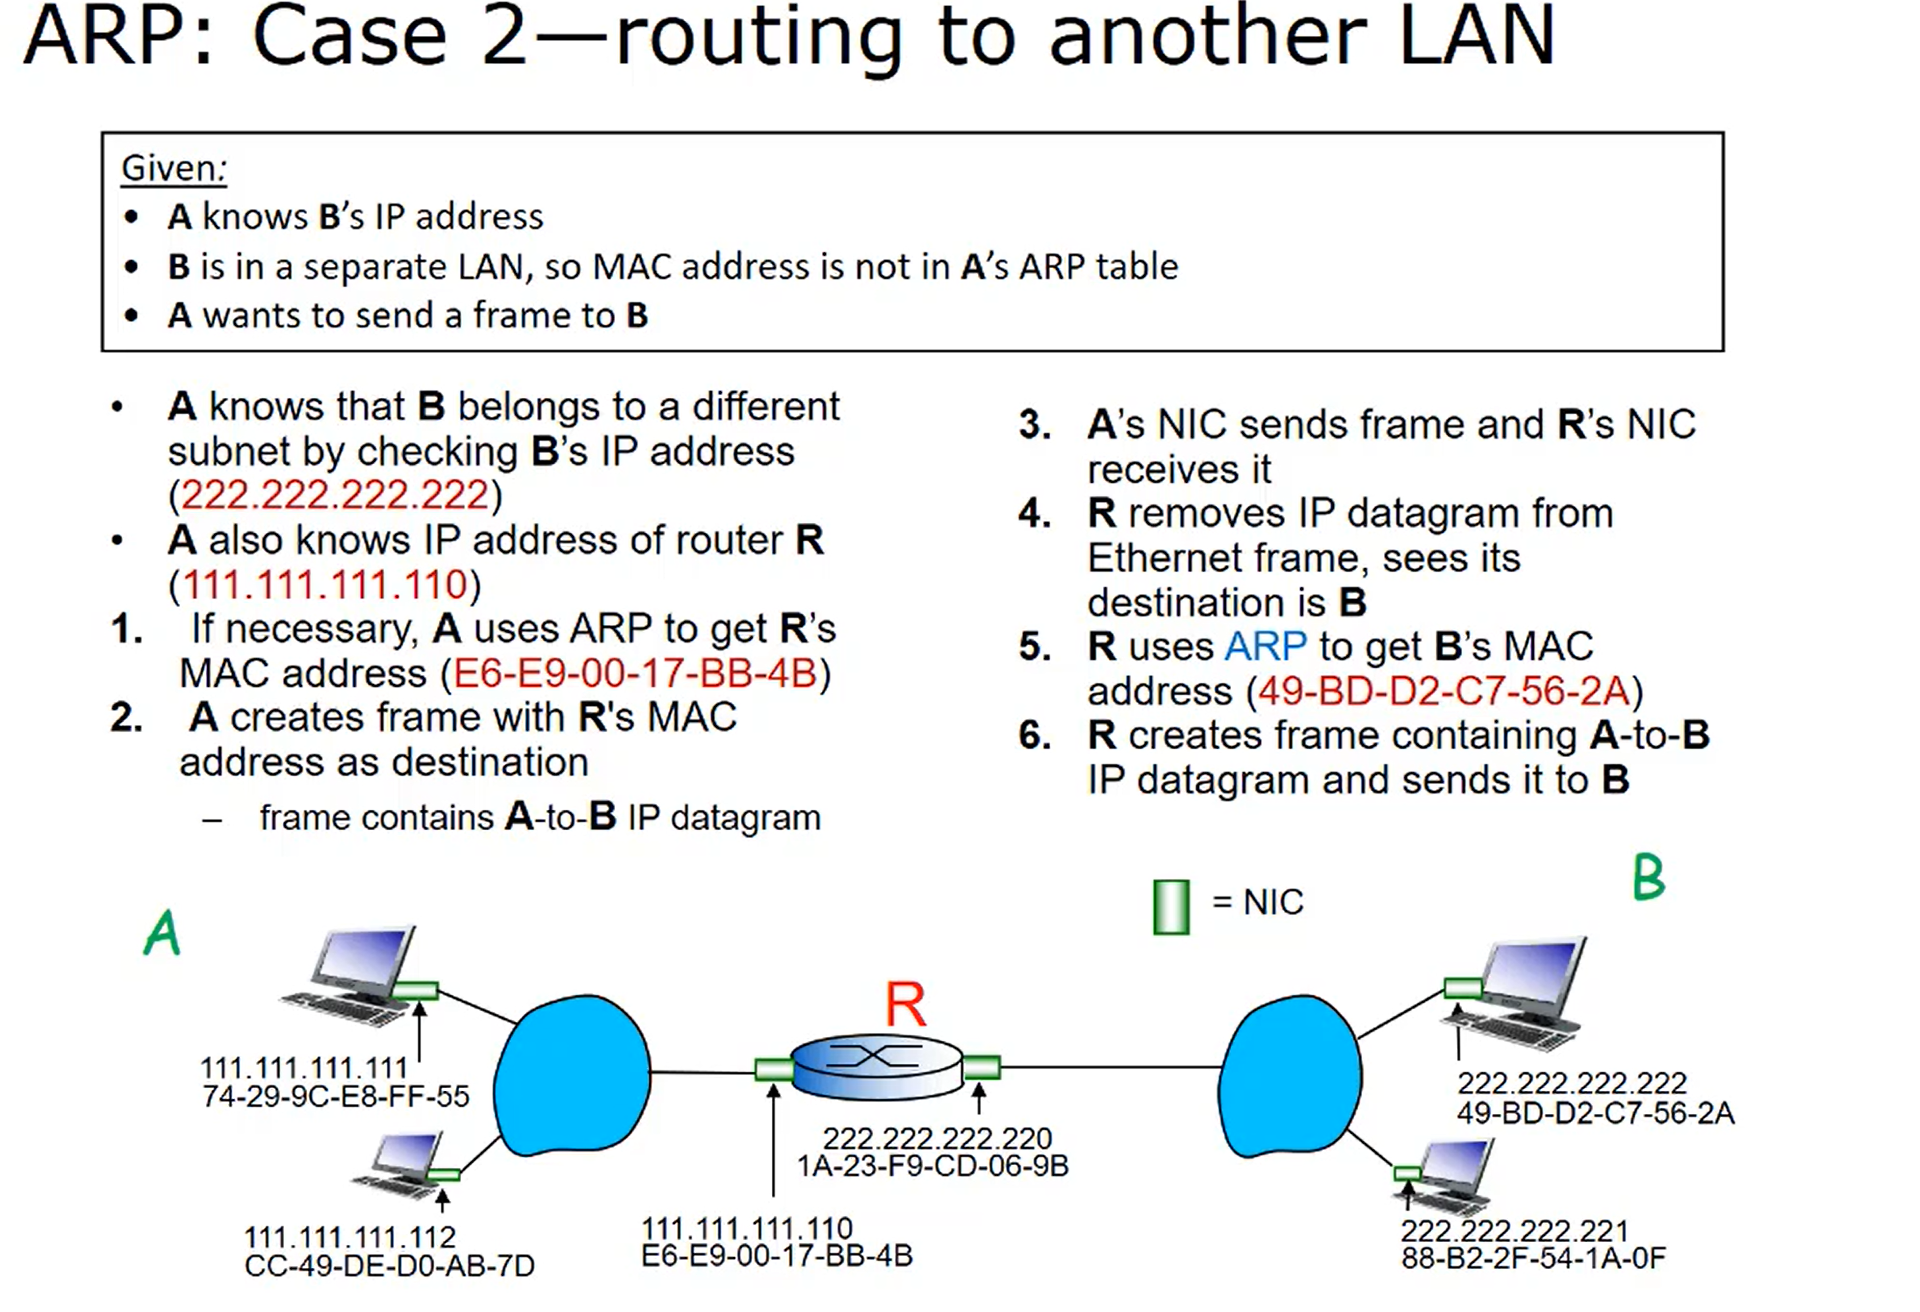 ARP: Case 2—routing to another LAN
Given:
• A knows B's IP address
• B is in a separate LAN, so MAC address is not in A's ARP table
• A wants to send a frame to B
• A knows that B belongs to a different
subnet by checking B's IP address
(222.222.222.222)
• A also knows IP address of router R
(111.111.111.110)
1. If necessary, A uses ARP to get R's
MAC address (E6-E9-00-17-BB-4B)
2. A creates frame with R's MAC
address as destination
– frame contains A-to-B IP datagram
3. A's NIC sends frame and R's NIC
receives it
4. R removes IP datagram from
Ethernet frame, sees its
destination is B
5. R uses ARP to get B's MAC
address (49-BD-D2-C7-56-2A)
6. R creates frame containing A-to-B
IP datagram and sends it to B
= NIC
A
B
R
111.111.111.111
74-29-9C-E8-FF-55
111.111.111.112
CC-49-DE-D0-AB-7D
222.222.222.220
1A-23-F9-CD-06-9B
111.111.111.110
E6-E9-00-17-BB-4B
222.222.222.222
49-BD-D2-C7-56-2A
222.222.222.221
88-B2-2F-54-1A-0F